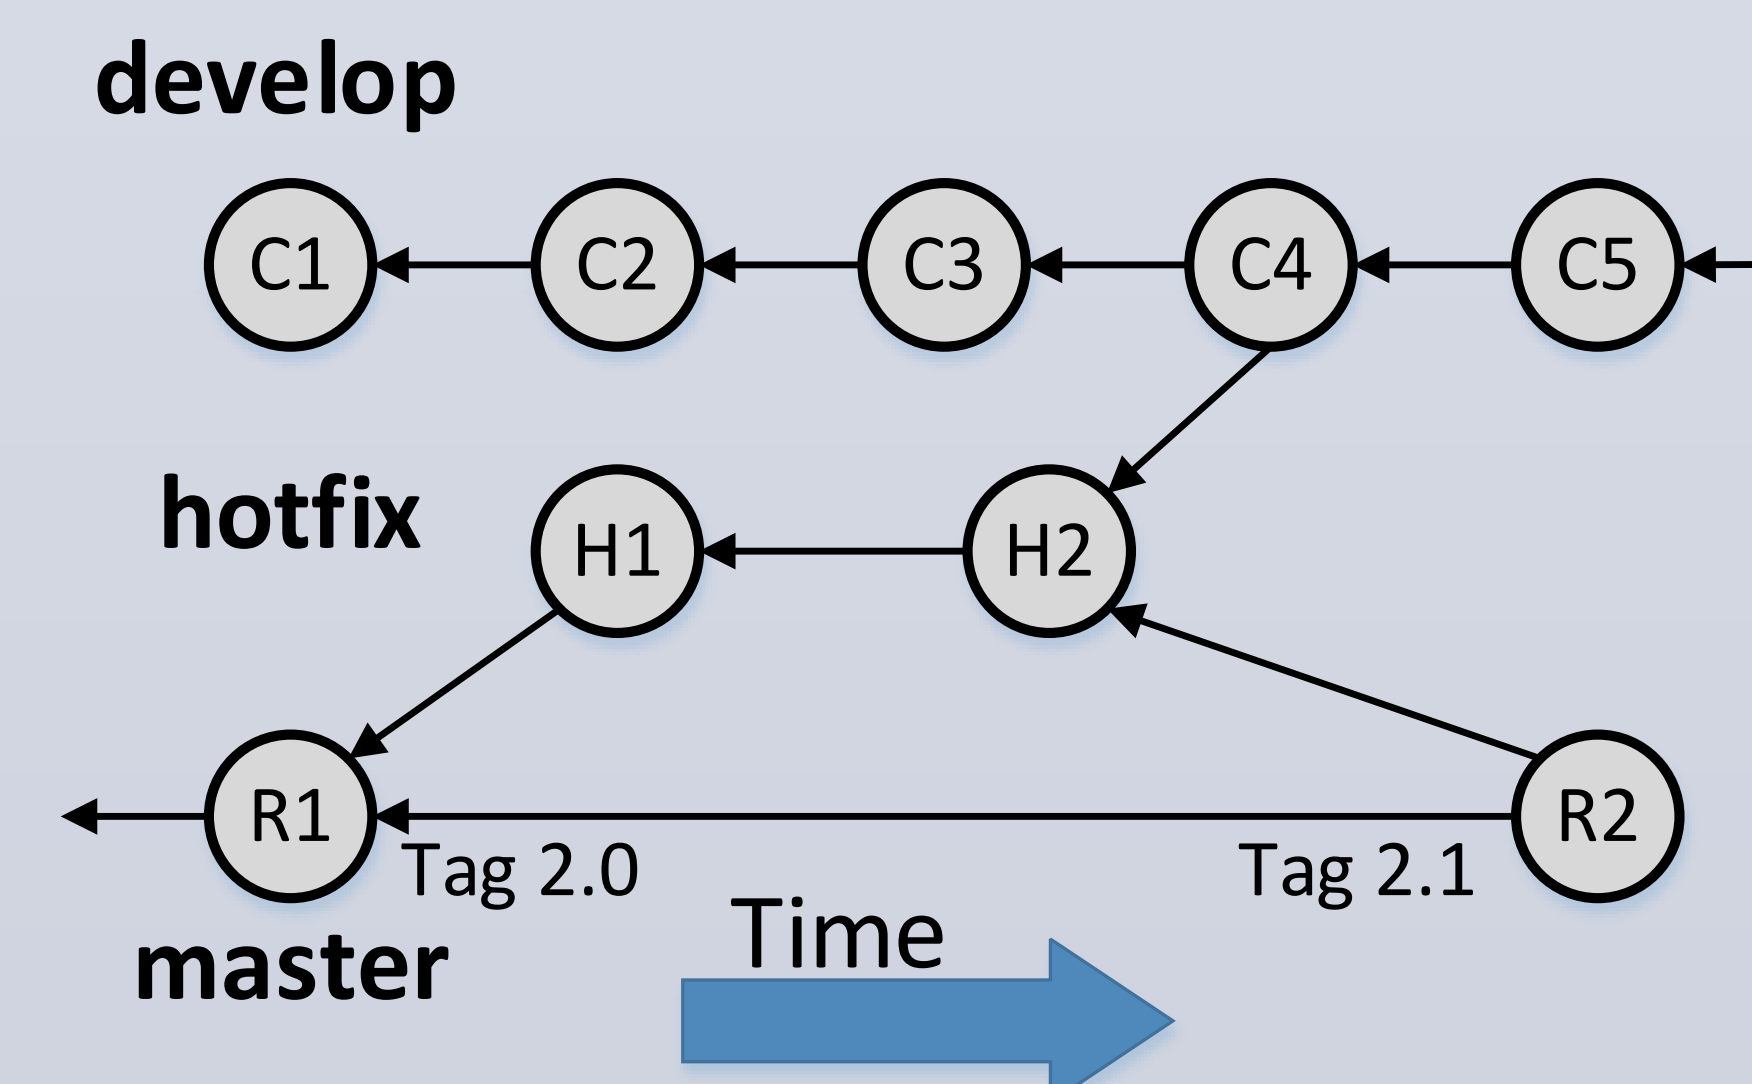 develop
C1 C2 C3 C4 C5
hotfix
H1 H2
R1 R2
Tag 2.0 Tag 2.1
Time
master